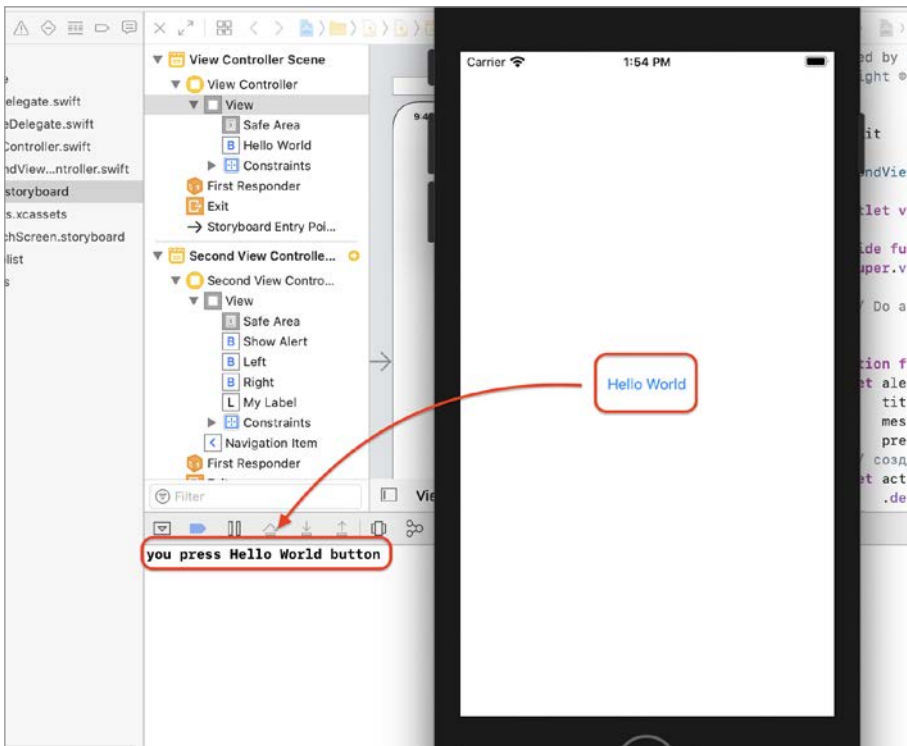 elegate.swift
eDelegate.swift
Controller.swift
ndView...ntroller.swift
storyboard
s.xcassets
chScreen.storyboard
list
s
View Controller Scene
View Controller
View
Safe Area
B Hello World
Constraints
First Responder
Exit
Storyboard Entry Poi...
Second View Controlle...
Second View Contro...
View
Safe Area
B Show Alert
B Left
B Right
L My Label
Constraints
Navigation Item
First Responder
Filter
Vie
you press Hello World button
Carrier
1:54 PM
Hello World
ed by
ight ©
it
ndVie
tlet v
ide fu
uper.v
/ Do a
tion f
et ale
tit
mes
pre
/ созд
et act
.de